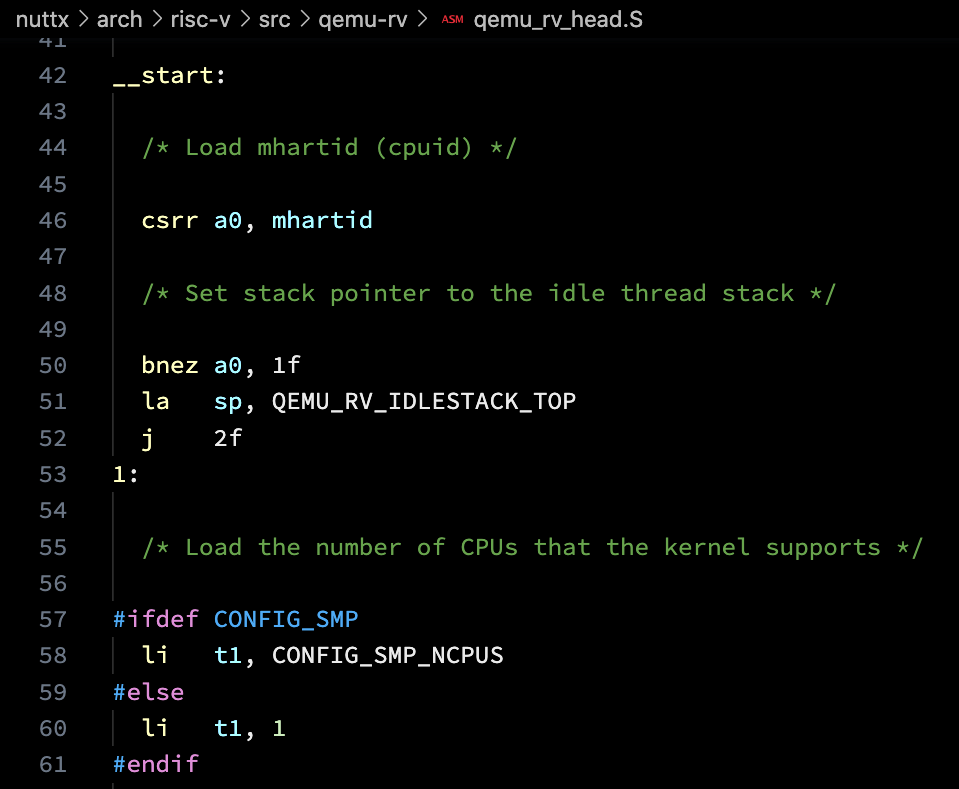 nuttx > arch > risc-v > src > qemu-rv > ASM qemu_rv_head.S
41
42 __start:
43
44 /* Load mhartid (cpuid) */
45
46 csrr a0, mhartid
47
48 /* Set stack pointer to the idle thread stack */
49
50 bnez a0, 1f
51 la sp, QEMU_RV_IDLESTACK_TOP
52 j 2f
53 1:
54
55 /* Load the number of CPUs that the kernel supports */
56
57 #ifdef CONFIG_SMP
58 li t1, CONFIG_SMP_NCPUS
59 #else
60 li t1, 1
61 #endif